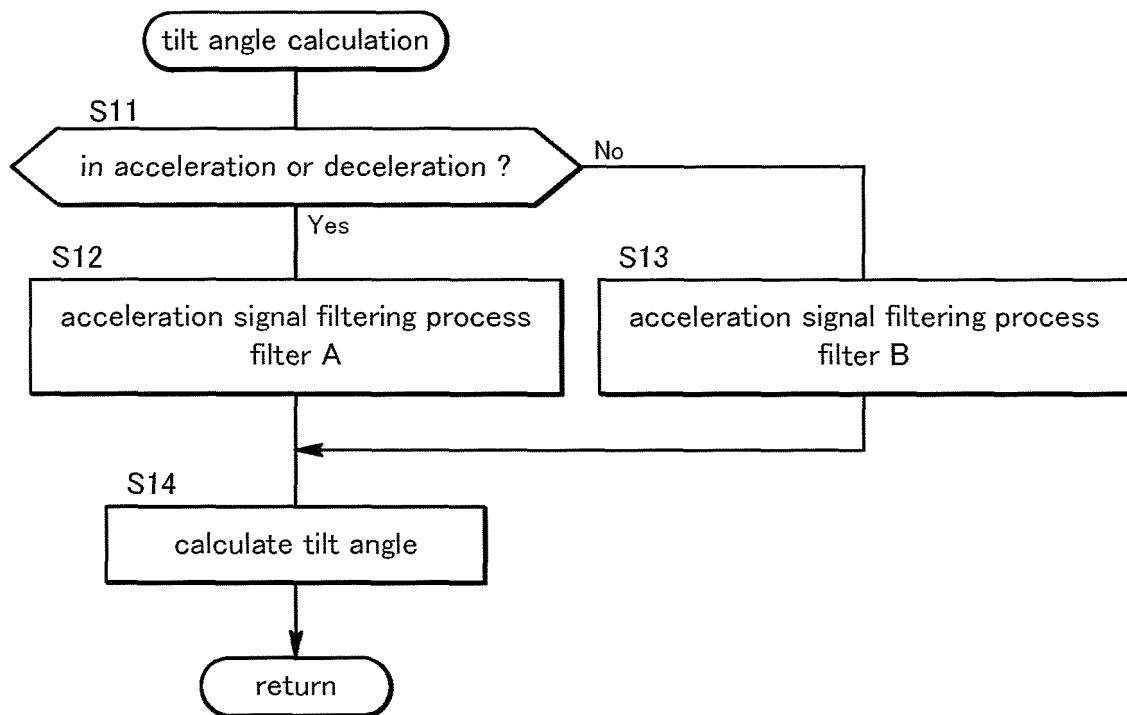 tilt angle calculation
S11
in acceleration or deceleration ?
No
Yes
S12
acceleration signal filtering process
filter A
S13
acceleration signal filtering process
filter B
S14
calculate tilt angle
return